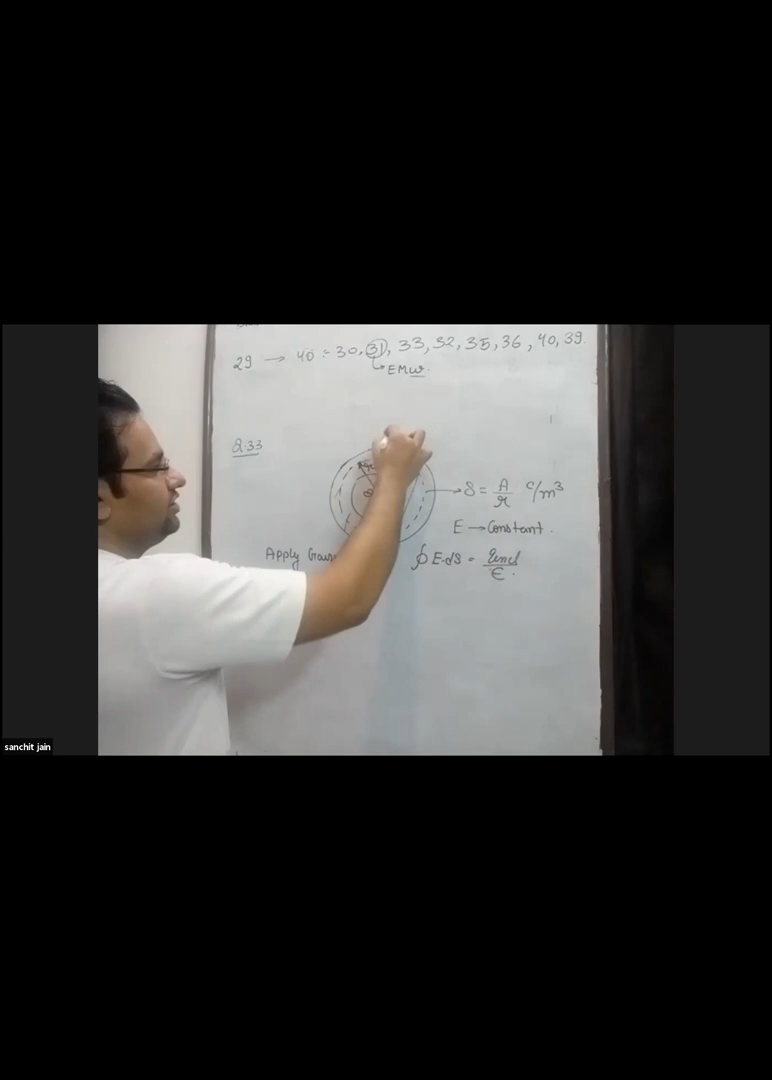 29 → 40 :- 30, 31, 33, 32, 35, 36, 40, 39.
EMW.
Q.33
δ = A/r C/m³
E → Constant.
Apply ∮ E.ds = qencl/ε.
sanchit jain